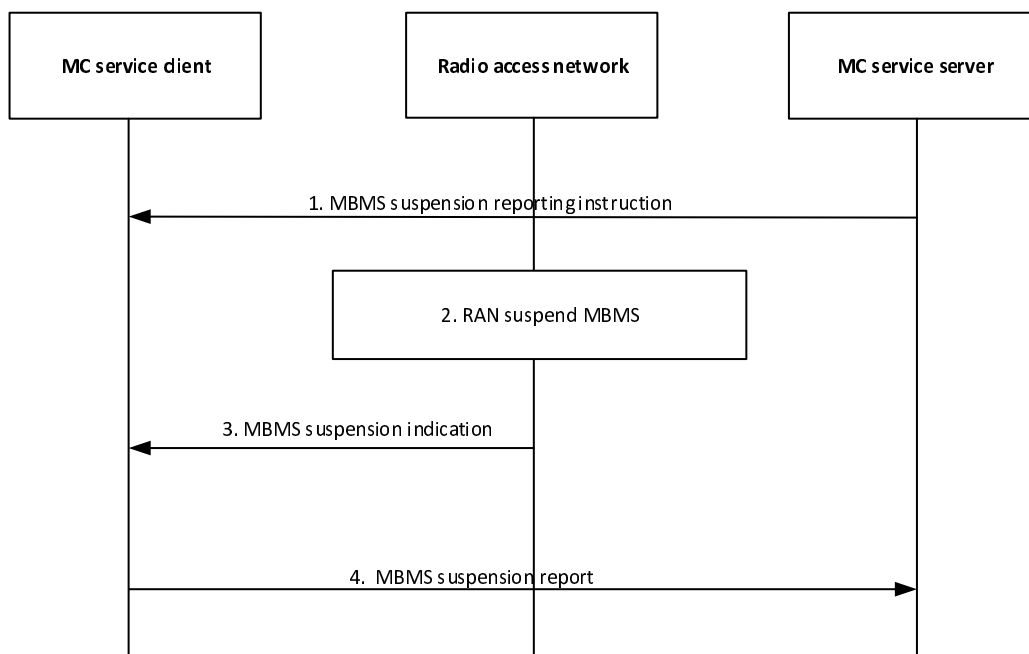 MC service client
Radio access network
MC service server
1. MBMS suspension reporting instruction
2. RAN suspend MBMS
3. MBMS suspension indication
4. MBMS suspension report